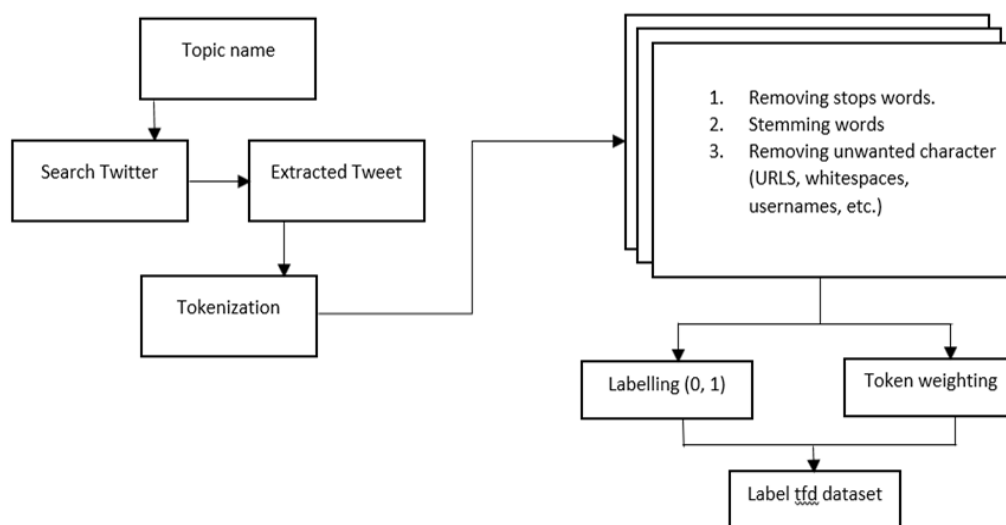 Topic name
Search Twitter
Extracted Tweet
Tokenization
1. Removing stops words.
2. Stemming words
3. Removing unwanted character
(URLS, whitespaces,
usernames, etc.)
Labelling (0, 1)
Token weighting
Label tfd dataset